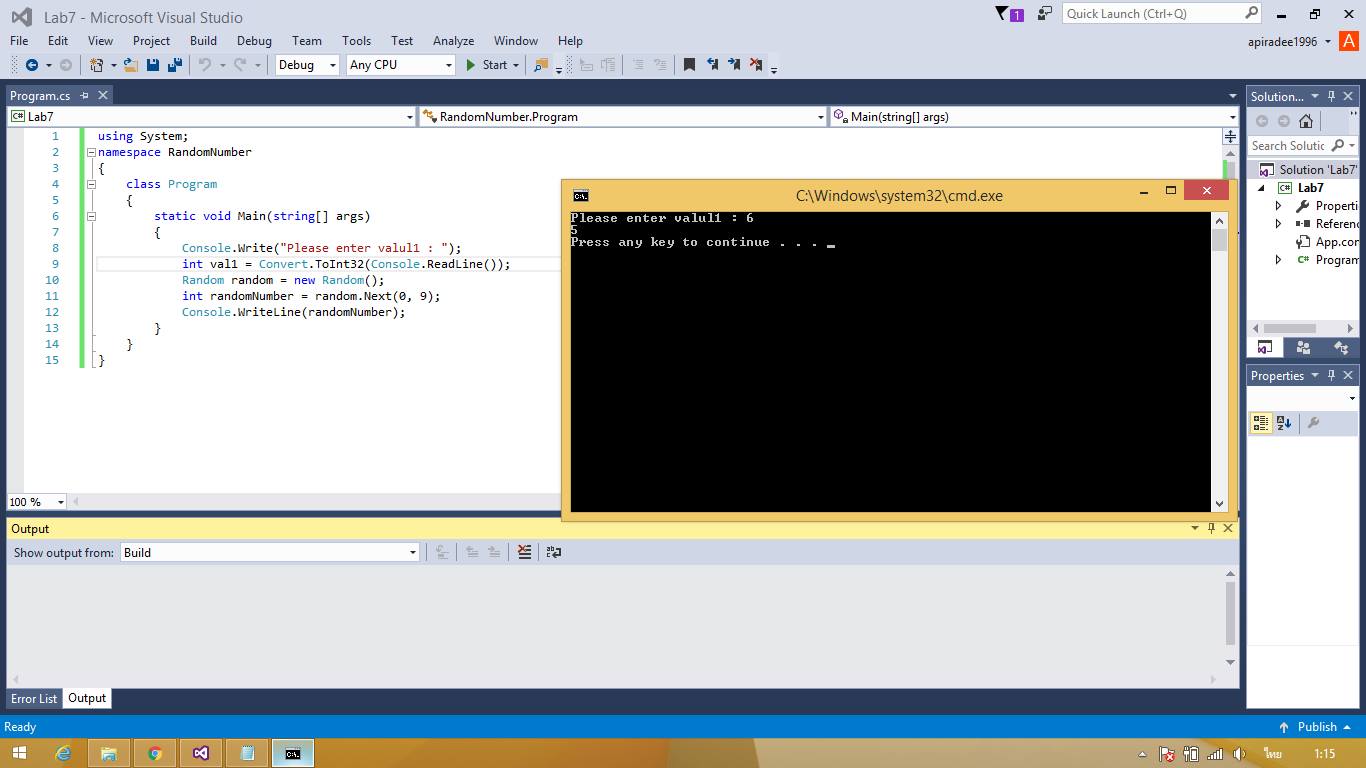 Lab7 - Microsoft Visual Studio
1
Quick Launch (Ctrl+Q)
File Edit View Project Build Debug Team Tools Test Analyze Window Help
apiradee1996 A
Debug Any CPU Start
Program.cs
Lab7 RandomNumber.Program Main(string[] args)
1 using System;
2 namespace RandomNumber
3 {
4 class Program
5 {
6 static void Main(string[] args)
7 {
8 Console.Write("Please enter valul1 : ");
9 int val1 = Convert.ToInt32(Console.ReadLine());
10 Random random = new Random();
11 int randomNumber = random.Next(0, 9);
12 Console.WriteLine(randomNumber);
13 }
14 }
15 }
100 %
C:\Windows\system32\cmd.exe
Please enter valul1 : 6
5
Press any key to continue . . . _
Solution...
Search Solutic
Solution 'Lab7'
Lab7
Properti
Referenc
App.con
Program
Properties
Output
Show output from: Build
Error List Output
Ready
Publish
ไทย 1:15